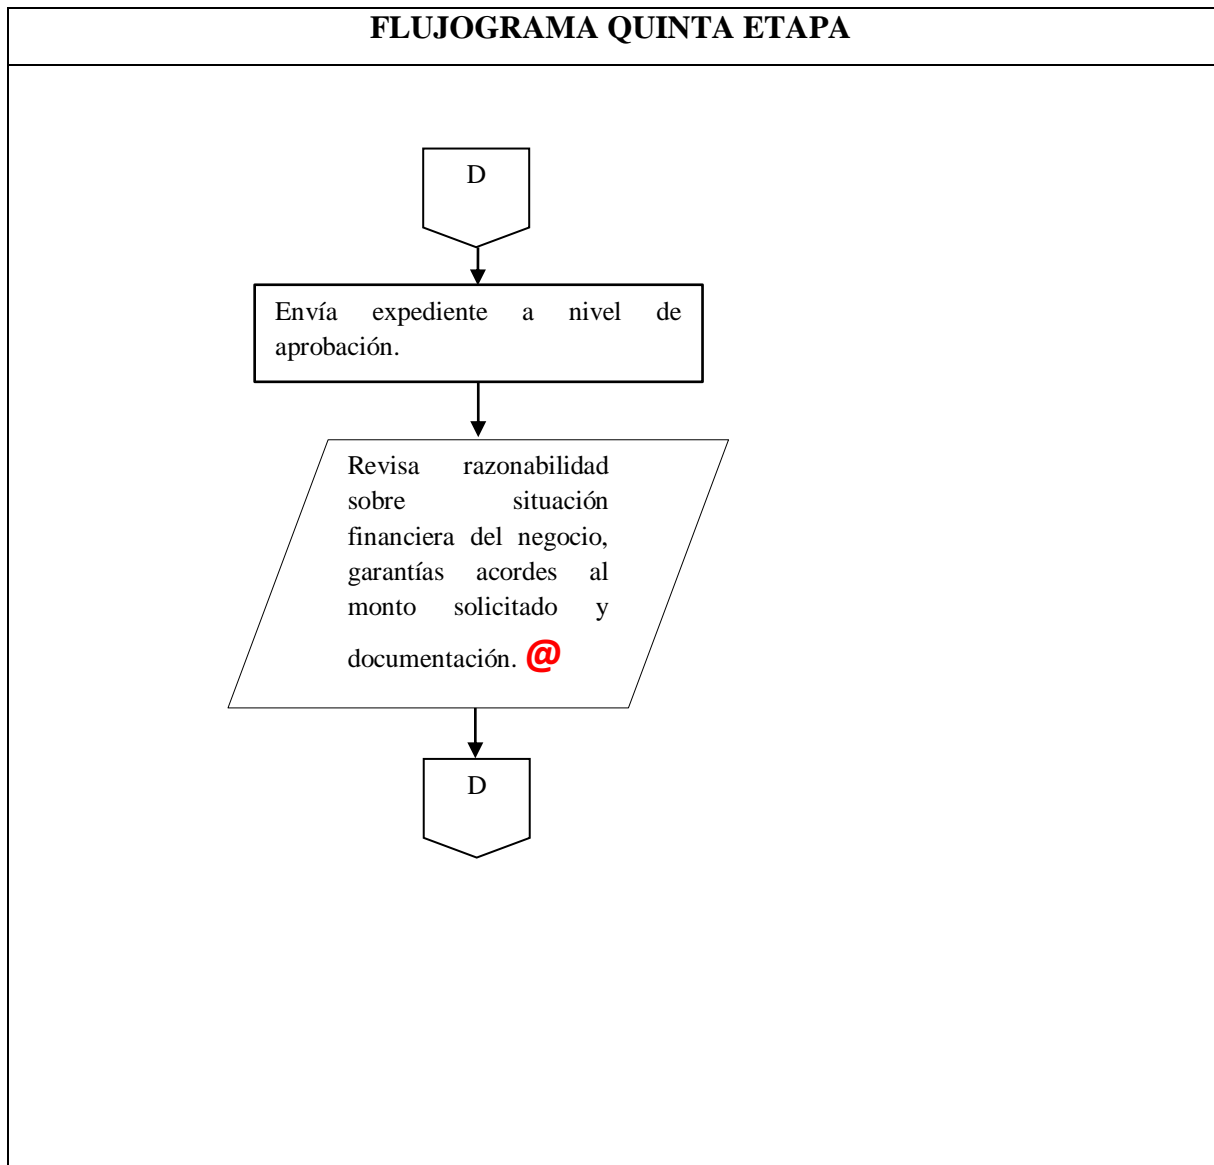 FLUJOGRAMA QUINTA ETAPA
D
Envía expediente a nivel de
aprobación.
Revisa razonabilidad
sobre situación
financiera del negocio,
garantías acordes al
monto solicitado y
documentación. @
D